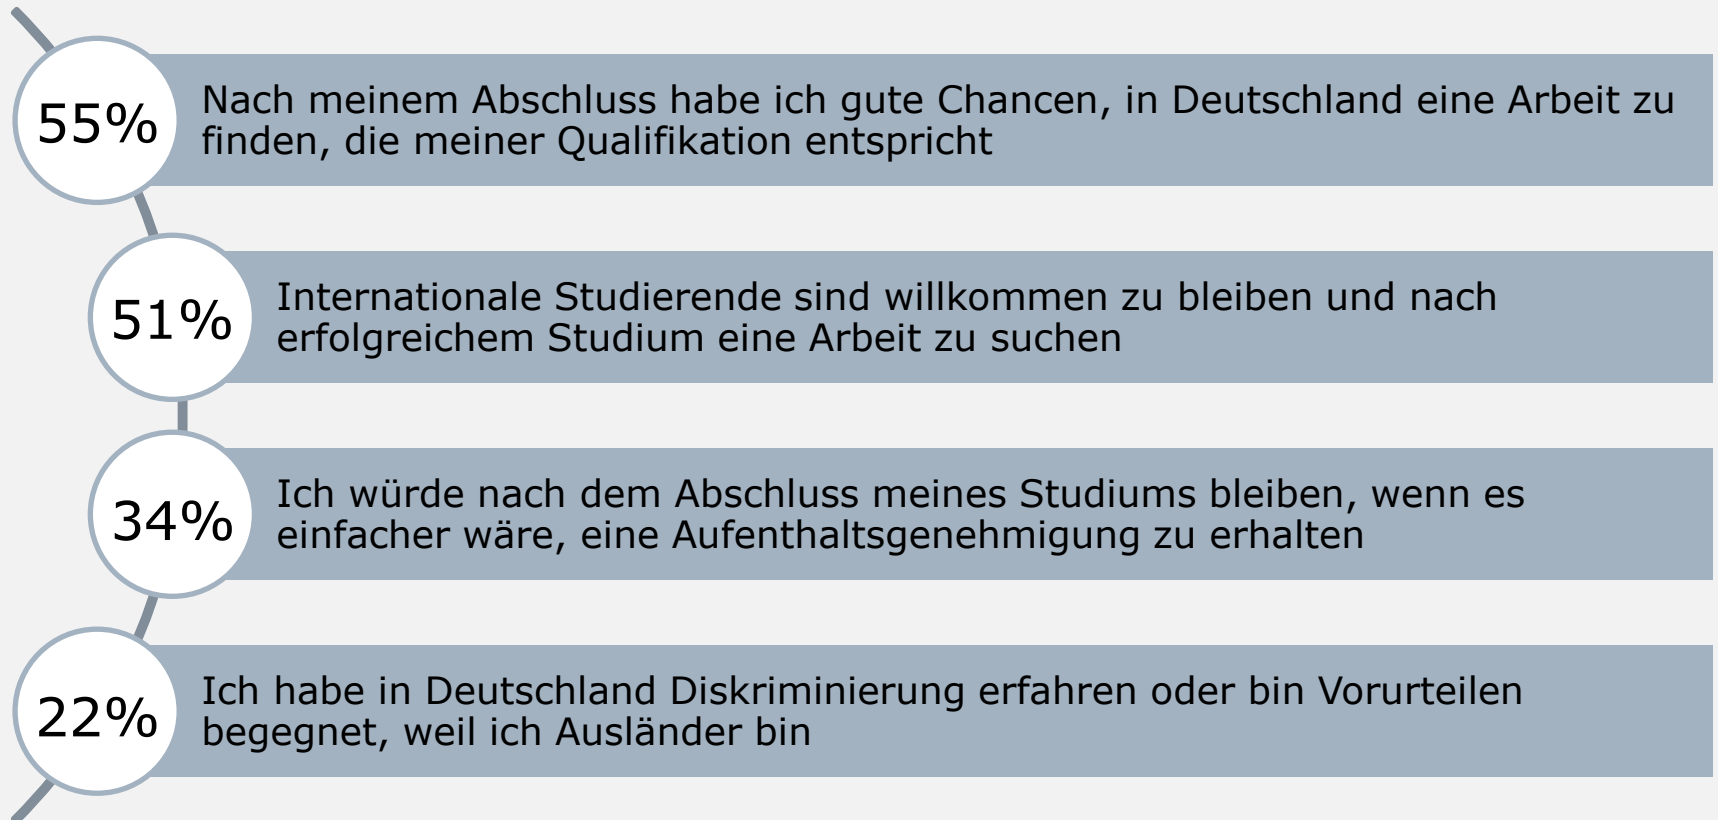 55%
Nach meinem Abschluss habe ich gute Chancen, in Deutschland eine Arbeit zu
finden, die meiner Qualifikation entspricht
51%
Internationale Studierende sind willkommen zu bleiben und nach
erfolgreichem Studium eine Arbeit zu suchen
34%
Ich würde nach dem Abschluss meines Studiums bleiben, wenn es
einfacher wäre, eine Aufenthaltsgenehmigung zu erhalten
22%
Ich habe in Deutschland Diskriminierung erfahren oder bin Vorurteilen
begegnet, weil ich Ausländer bin